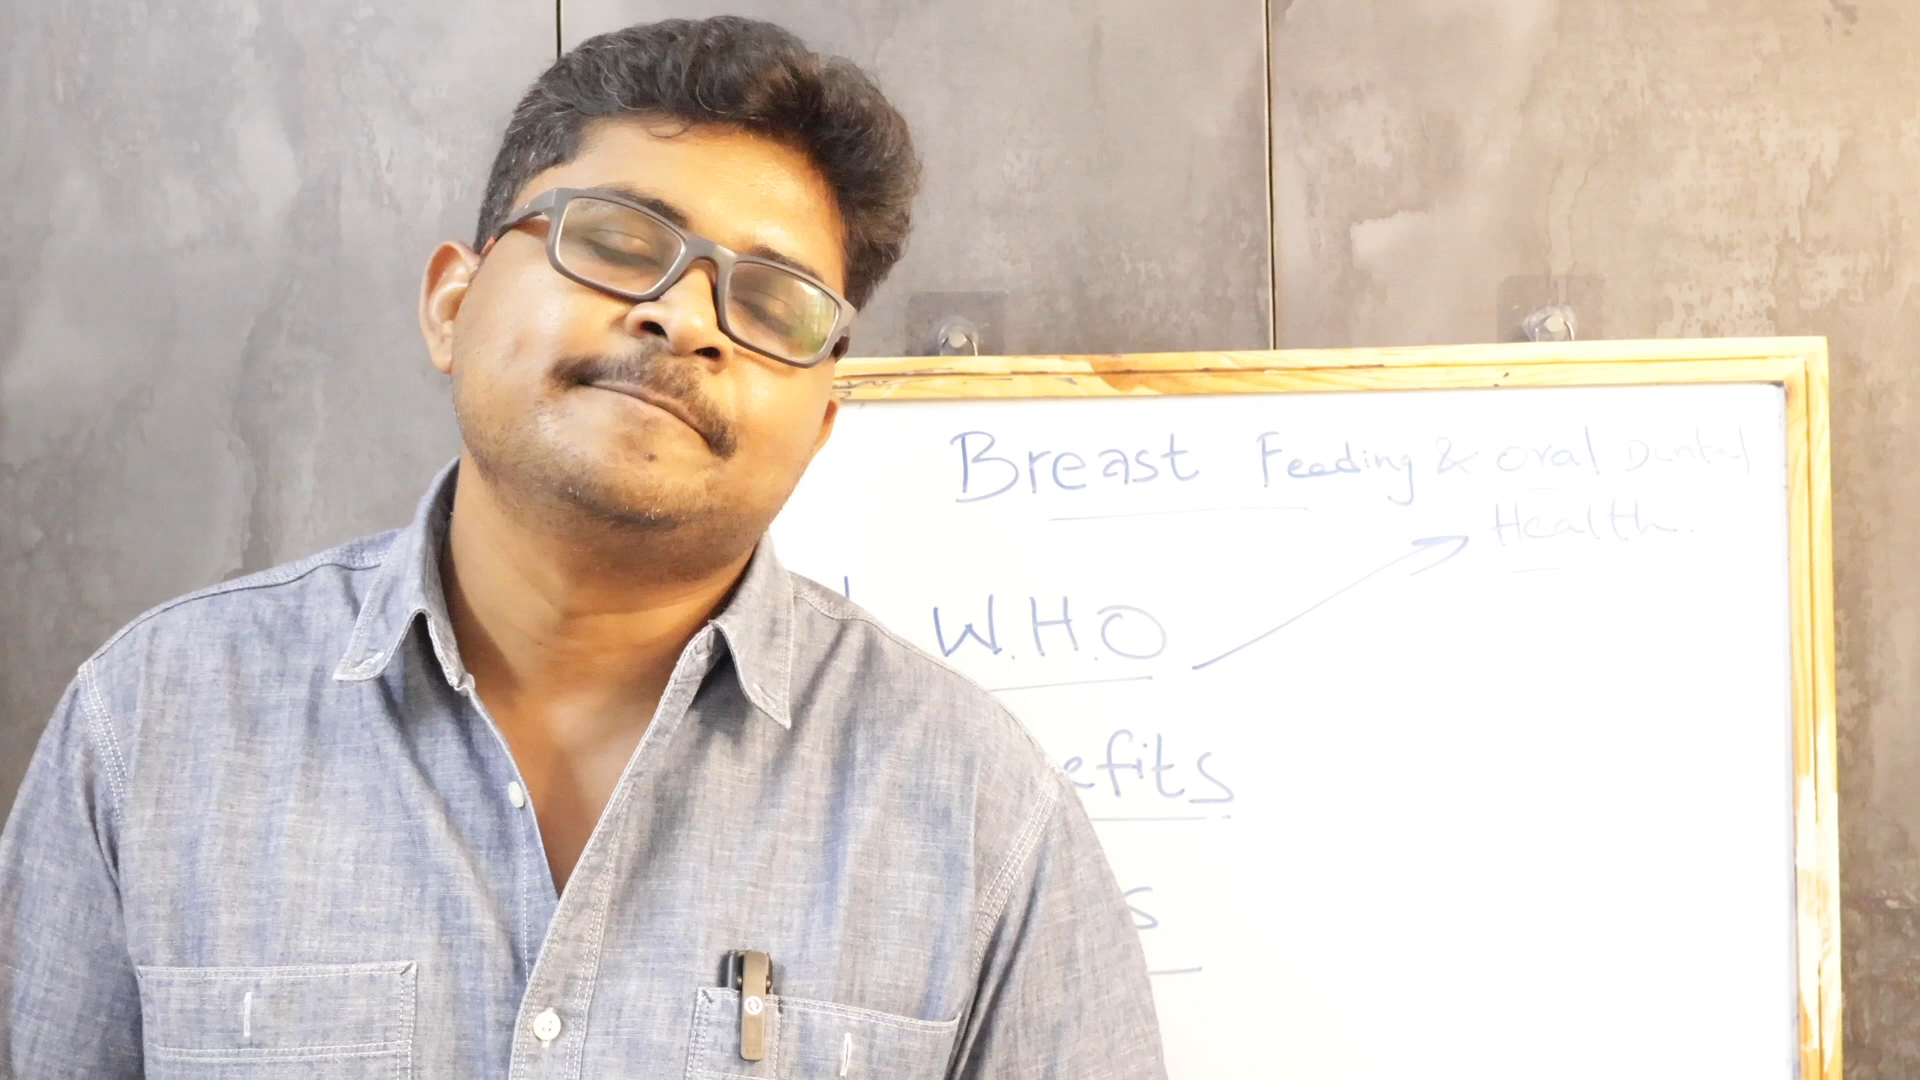 Breast Feeding & Oral Dental
Health.
W.H.O
efits
s